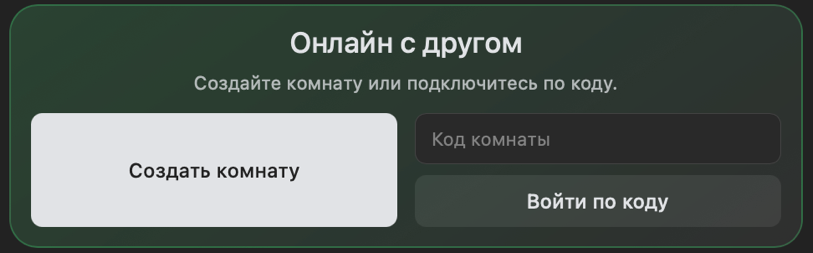 Онлайн с другом
Создайте комнату или подключитесь по коду.
Создать комнату
Код комнаты
Войти по коду